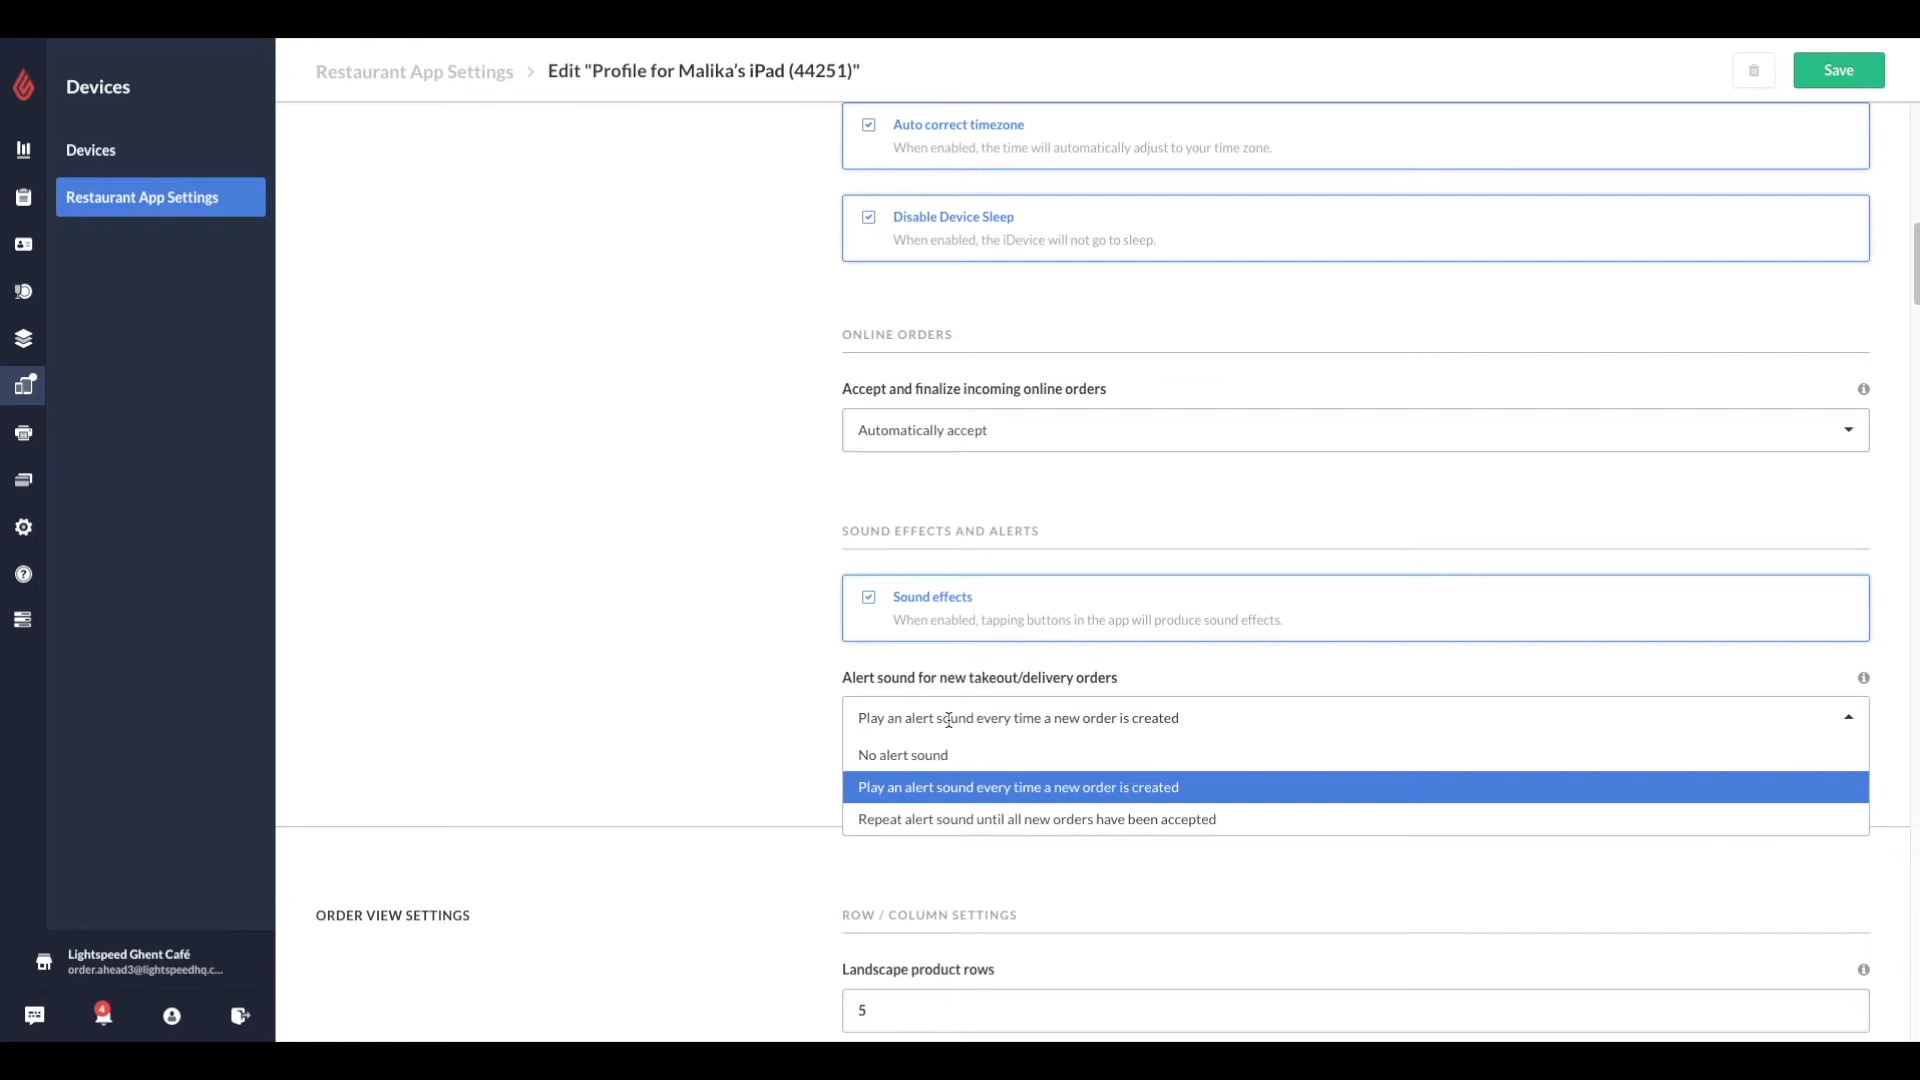 Devices
Devices
Restaurant App Settings
Lightspeed Ghent Café
order.ahead3@lightspeedhq.c...
4
Restaurant App Settings > Edit "Profile for Malika's iPad (44251)"
Save
Auto correct timezone
When enabled, the time will automatically adjust to your time zone.
Disable Device Sleep
When enabled, the iDevice will not go to sleep.
ONLINE ORDERS
Accept and finalize incoming online orders
Automatically accept
SOUND EFFECTS AND ALERTS
Sound effects
When enabled, tapping buttons in the app will produce sound effects.
Alert sound for new takeout/delivery orders
Play an alert sound every time a new order is created
No alert sound
Play an alert sound every time a new order is created
Repeat alert sound until all new orders have been accepted
ORDER VIEW SETTINGS
ROW / COLUMN SETTINGS
Landscape product rows
5